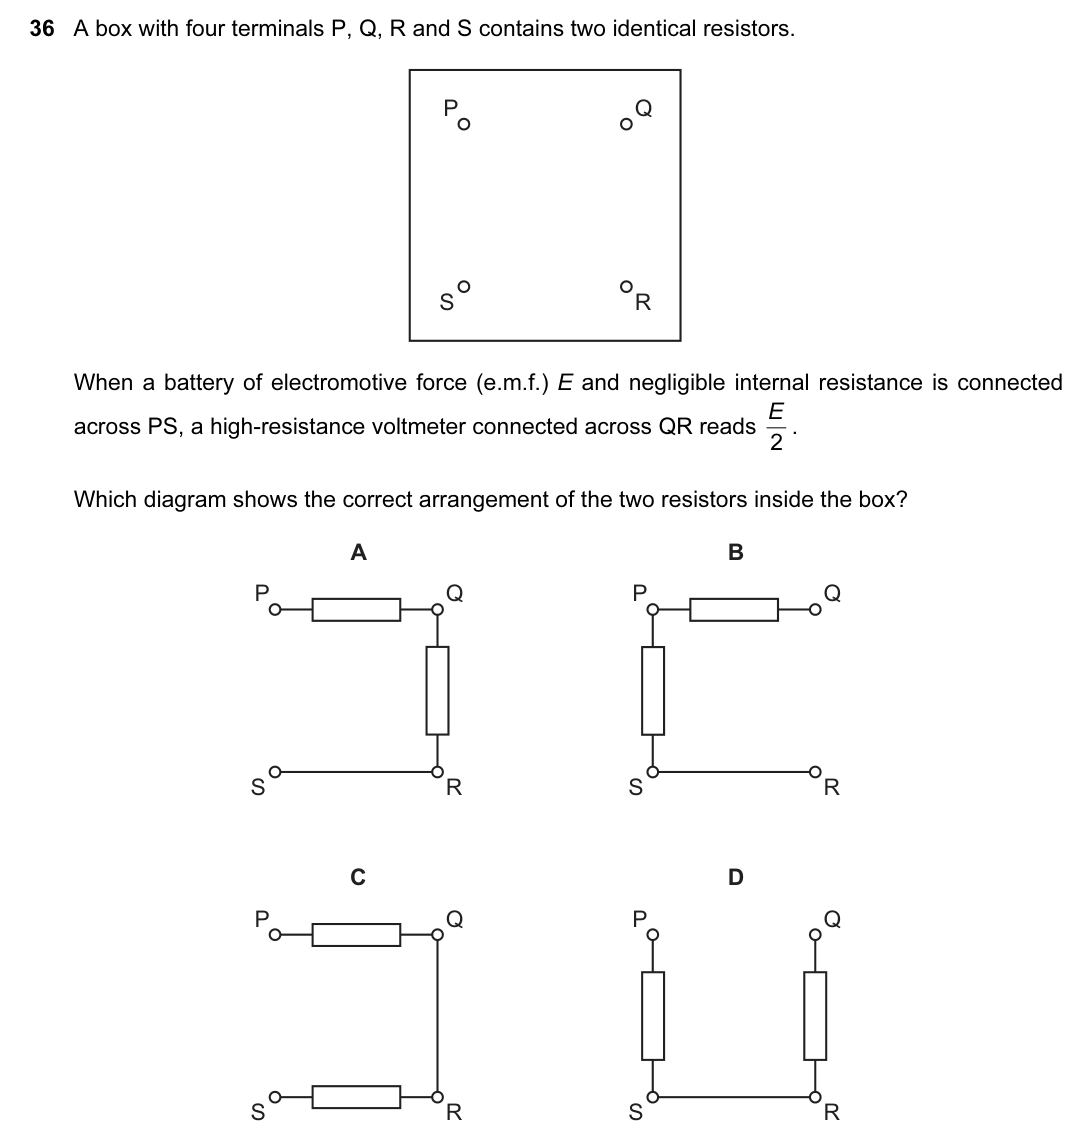 36 A box with four terminals P, Q, R and S contains two identical resistors.
P Q
S R
When a battery of electromotive force (e.m.f.) E and negligible internal resistance is connected
across PS, a high-resistance voltmeter connected across QR reads E/2.
Which diagram shows the correct arrangement of the two resistors inside the box?
A B
P Q P Q
S R S R
C D
P Q P Q
S R S R